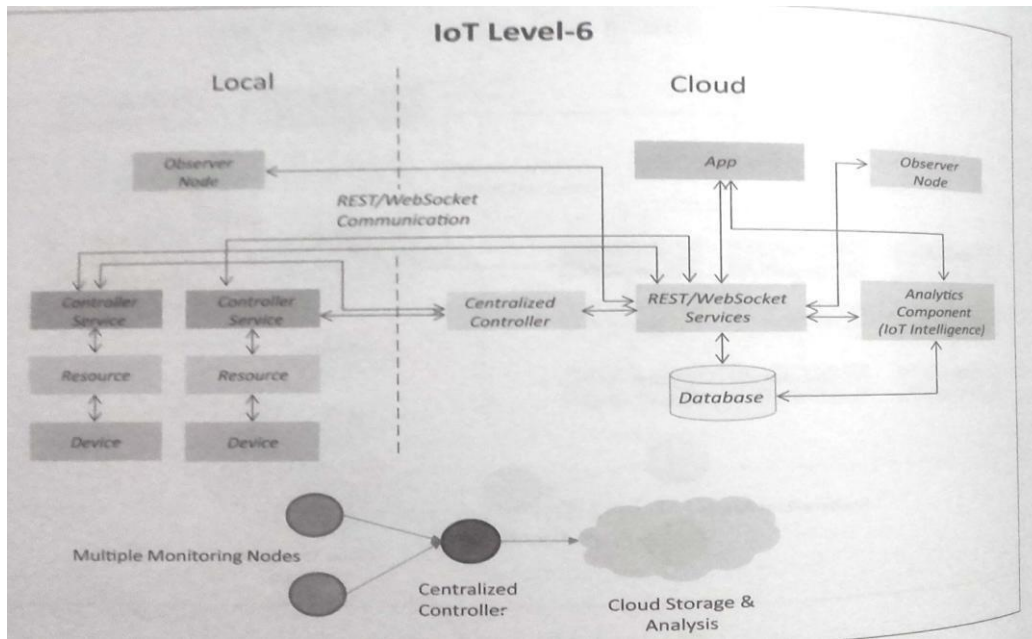 IoT Level-6
Local
Cloud
Observer
Node
App
Observer
Node
REST/WebSocket
Communication
Controller
Service
Controller
Service
Centralized
Controller
REST/WebSocket
Services
Analytics
Component
(IoT Intelligence)
Resource
Resource
Database
Device
Device
Multiple Monitoring Nodes
Centralized
Controller
Cloud Storage &
Analysis